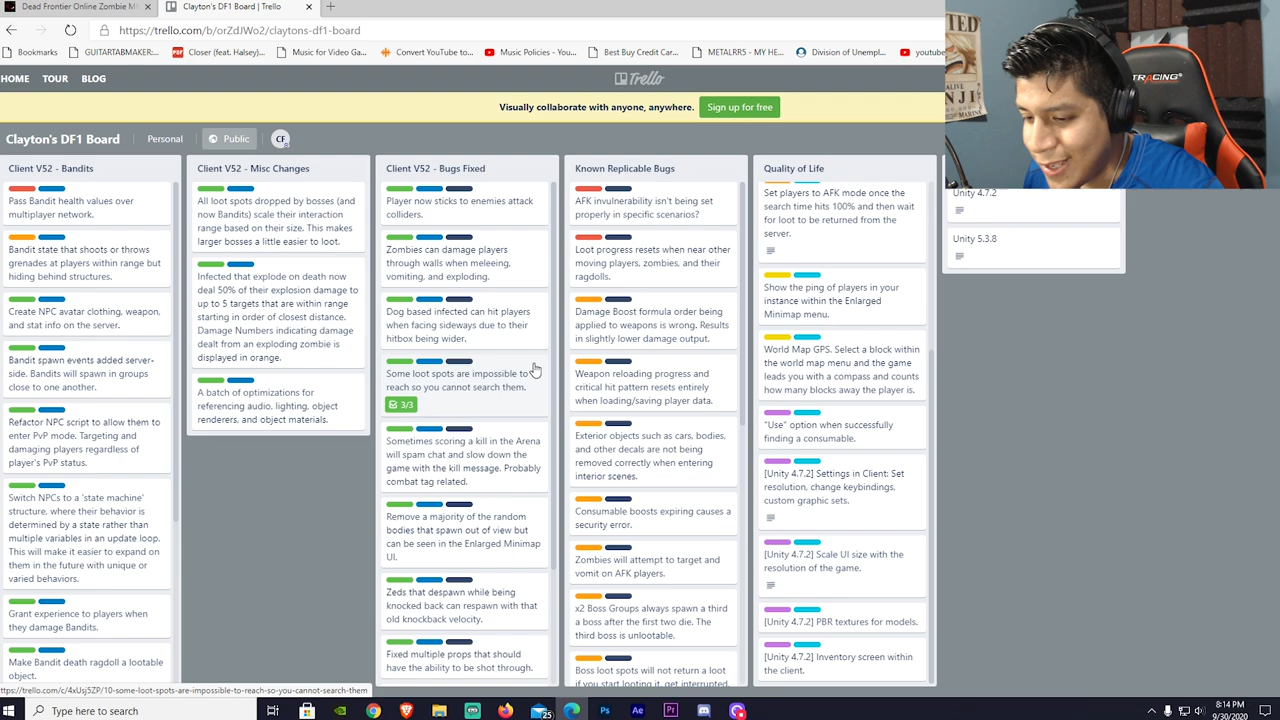 Dead Frontier Online Zombie M
Clayton's DF1 Board | Trello
https://trello.com/b/orZdJWo2/claytons-df1-board
Bookmarks
GUITARTABMAKER:
Closer (feat. Halsey)...
Music for Video Ga...
Convert YouTube to...
Music Policies - You...
Best Buy Credit Car...
METALRR5 - MY HE...
Division of Unempl...
youtube
HOME
TOUR
BLOG
Trello
Visually collaborate with anyone, anywhere.
Sign up for free
Clayton's DF1 Board
Personal
Public
CF
Client V52 - Bandits
Pass Bandit health values over
multiplayer network.
Bandit state that shoots or throws
grenades at players within range but
hiding behind structures.
Create NPC avatar clothing, weapon,
and stat info on the server.
Bandit spawn events added server-
side. Bandits will spawn in groups
close to one another.
Refactor NPC script to allow them to
enter PvP mode. Targeting and
damaging players regardless of
player's PvP status.
Switch NPCs to a 'state machine'
structure, where their behavior is
determined by a state rather than
multiple variables in an update loop.
This will make it easier to expand on
them in the future with unique or
varied behaviors.
Grant experience to players when
they damage Bandits.
Make Bandit death ragdoll a lootable
object.
Client V52 - Misc Changes
All loot spots dropped by bosses (and
now Bandits) scale their interaction
range based on their size. This makes
larger bosses a little easier to loot.
Infected that explode on death now
deal 50% of their explosion damage to
up to 5 targets that are within range
starting in order of closest distance.
Damage Numbers indicating damage
dealt from an exploding zombie is
displayed in orange.
A batch of optimizations for
referencing audio, lighting, object
renderers, and object materials.
Client V52 - Bugs Fixed
Player now sticks to enemies attack
colliders.
Zombies can damage players
through walls when meleeing,
vomiting, and exploding.
Dog based infected can hit players
when facing sideways due to their
hitbox being wider.
Some loot spots are impossible to
reach so you cannot search them.
3/3
Sometimes scoring a kill in the Arena
will spam chat and slow down the
game with the kill message. Probably
combat tag related.
Remove a majority of the random
bodies that spawn out of view but
can be seen in the Enlarged Minimap
UI.
Zeds that despawn while being
knocked back can respawn with that
old knockback velocity.
Fixed multiple props that should
have the ability to be shot through.
Known Replicable Bugs
AFK invulnerability isn't being set
properly in specific scenarios?
Loot progress resets when near other
moving players, zombies, and their
ragdolls.
Damage Boost formula order being
applied to weapons is wrong. Results
in slightly lower damage output.
Weapon reloading progress and
critical hit pattern resets entirely
when loading/saving player data.
Exterior objects such as cars, bodies,
and other decals are not being
removed correctly when entering
interior scenes.
Consumable boosts expiring causes a
security error.
Zombies will attempt to target and
vomit on AFK players.
x2 Boss Groups always spawn a third
a boss after the first two die. The
third boss is unlootable.
Boss loot spots will not return a loot
if you start looting it, get interrupted,
Quality of Life
Set players to AFK mode once the
search time hits 100% and then wait
for loot to be returned from the
server.
Show the ping of players in your
instance within the Enlarged
Minimap menu.
World Map GPS. Select a block within
the world map menu and the game
leads you with a compass and counts
how many blocks away the player is.
"Use" option when successfully
finding a consumable.
[Unity 4.7.2] Settings in Client: Set
resolution, change keybindings,
custom graphic sets.
[Unity 4.7.2] Scale UI size with the
resolution of the game.
[Unity 4.7.2] PBR textures for models.
[Unity 4.7.2] Inventory screen within
the client.
Unity 4.7.2
Unity 5.3.8
WANTED
TRACING
https://trello.com/c/4xUsj5ZP/10-some-loot-spots-are-impossible-to-reach-so-you-cannot-search-them
Type here to search
25
Ps
Ae
Pr
8:14 PM
9/30/2020